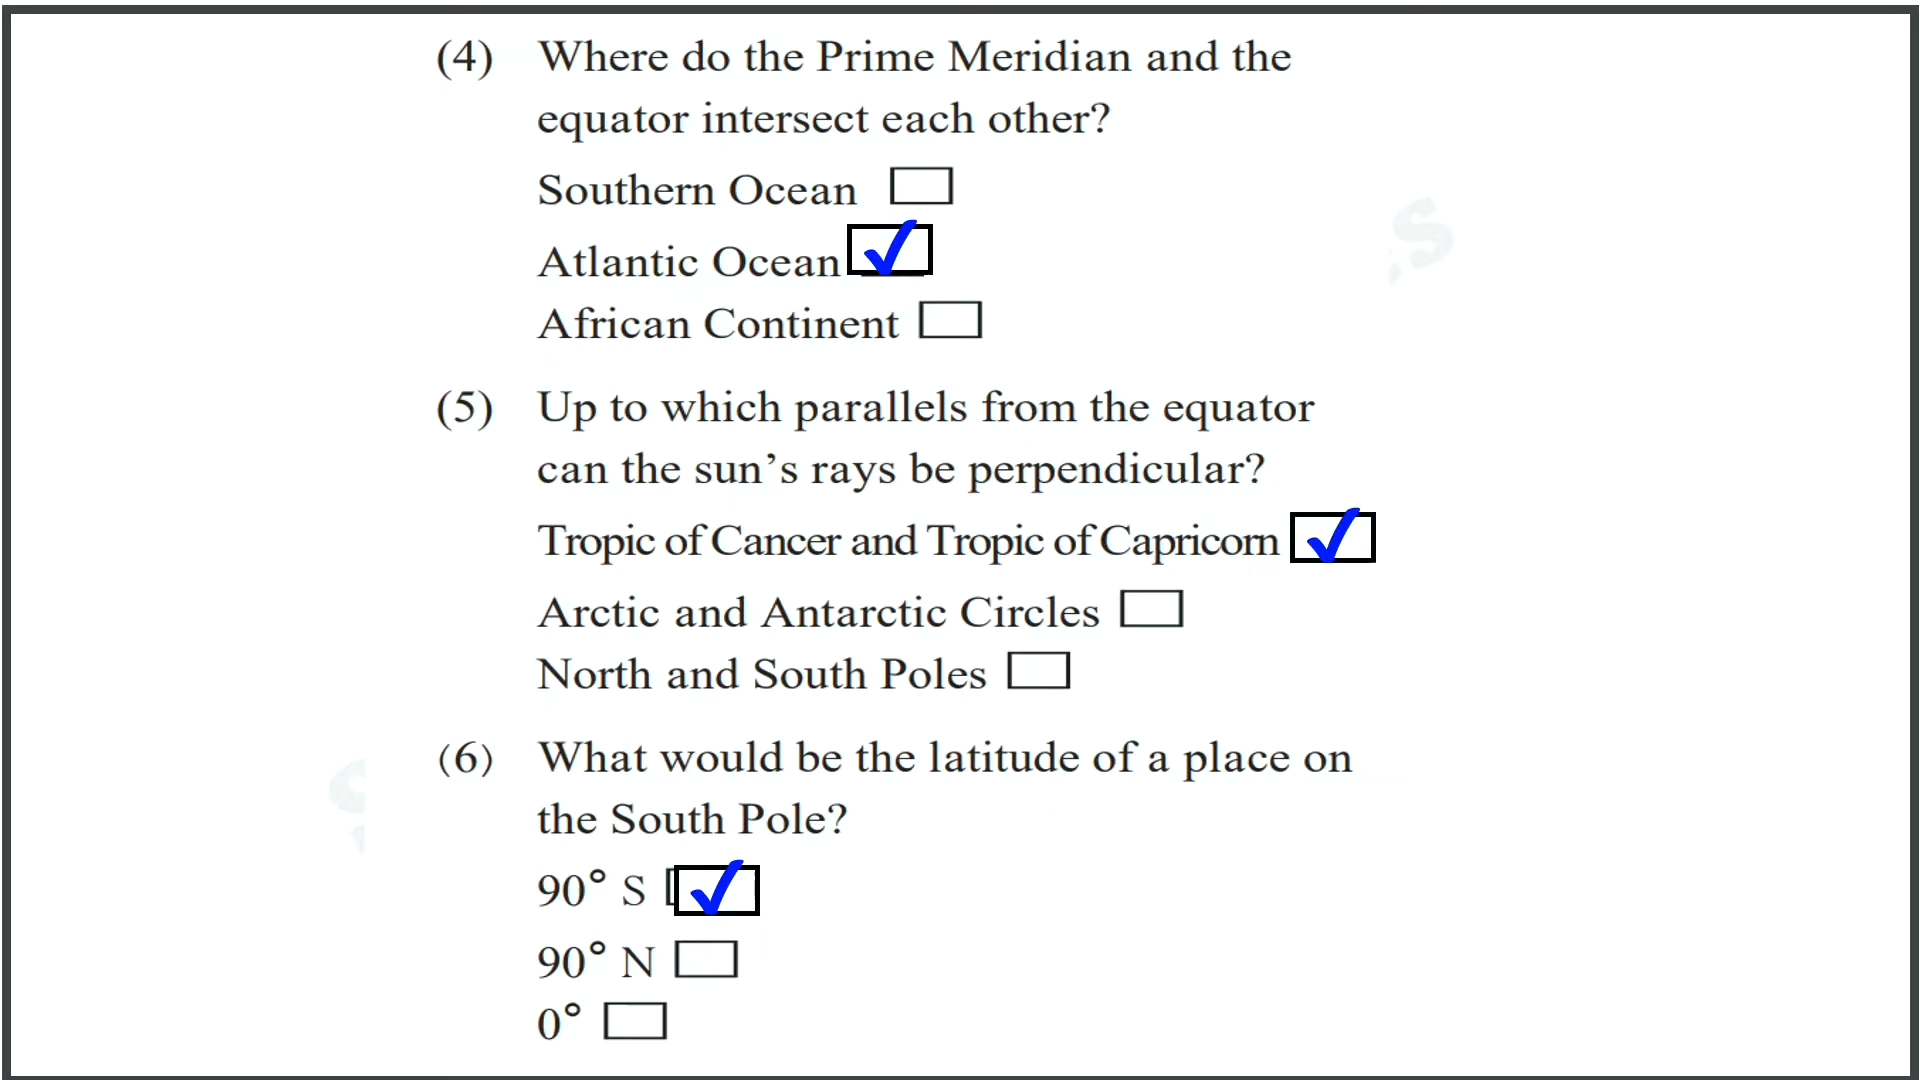 (4) Where do the Prime Meridian and the
equator intersect each other?
Southern Ocean
Atlantic Ocean
African Continent
(5) Up to which parallels from the equator
can the sun’s rays be perpendicular?
Tropic of Cancer and Tropic of Capricorn
Arctic and Antarctic Circles
North and South Poles
(6) What would be the latitude of a place on
the South Pole?
90° S
90° N
0°